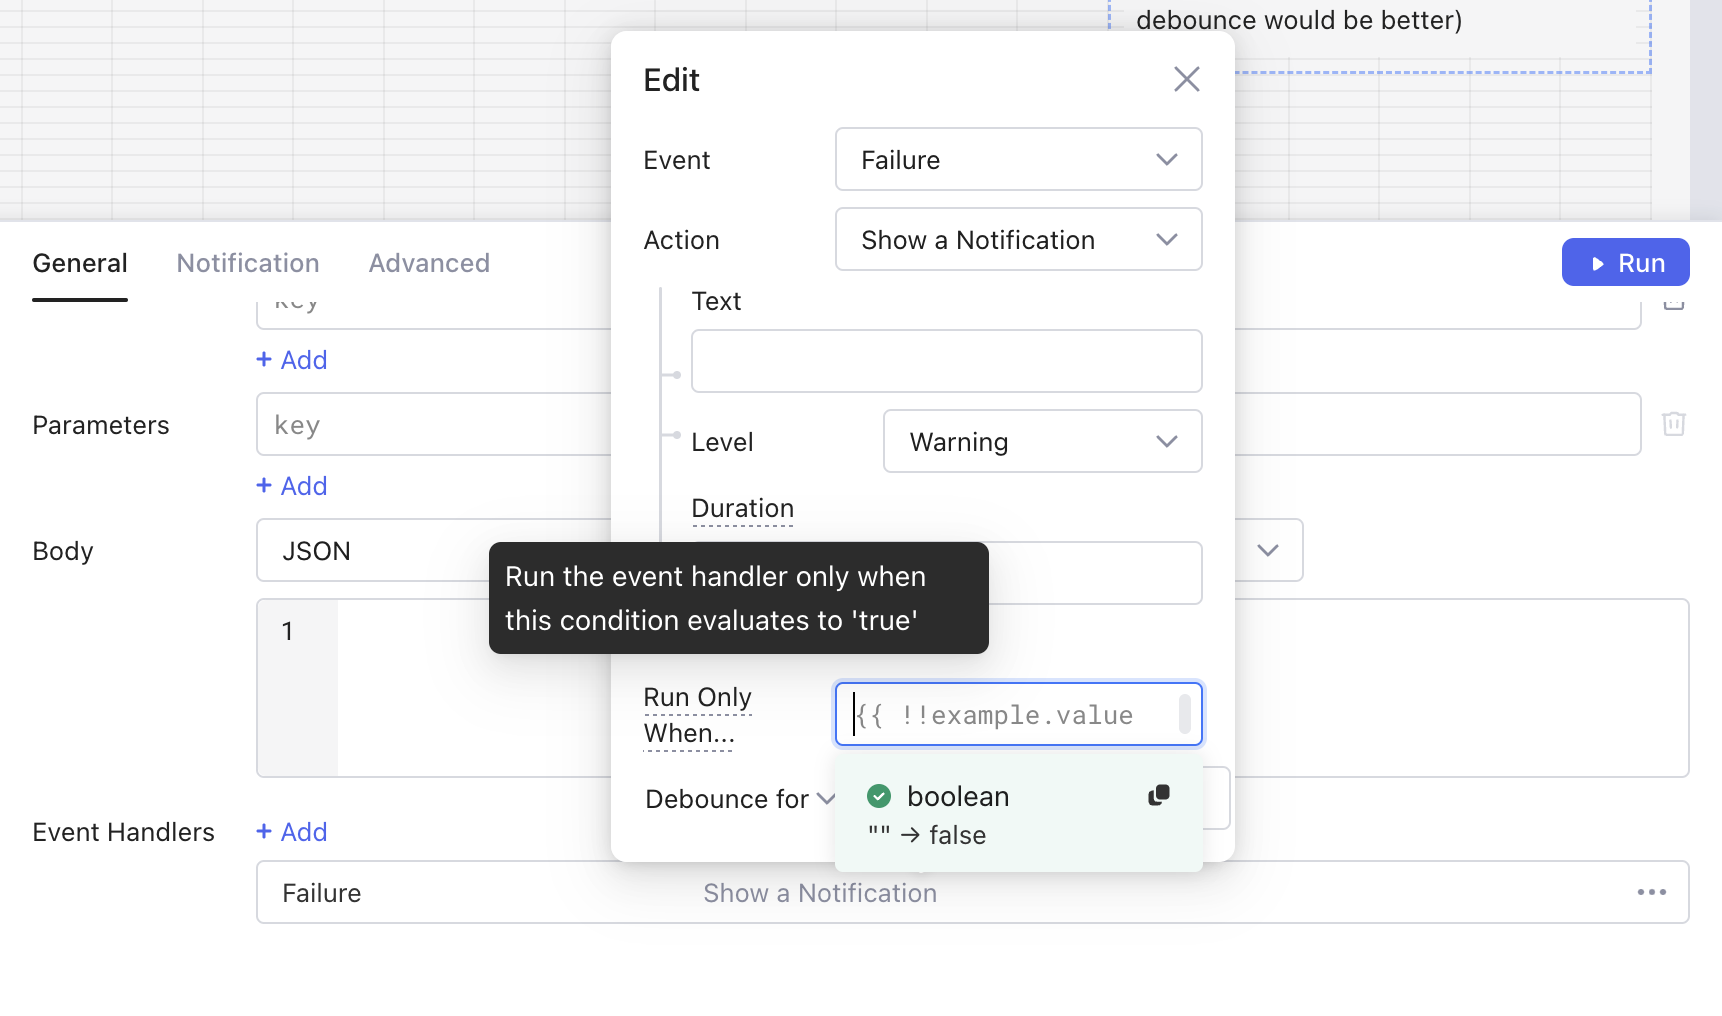 debounce would be better)
Edit
Event
Failure
Action
Show a Notification
General
Notification
Advanced
Run
Text
key
+ Add
Parameters
key
Level
Warning
+ Add
Duration
Body
JSON
Run the event handler only when
this condition evaluates to 'true'
1
Run Only
When...
{{ !!example.value
Debounce for
boolean
"" → false
Event Handlers
+ Add
Failure
Show a Notification